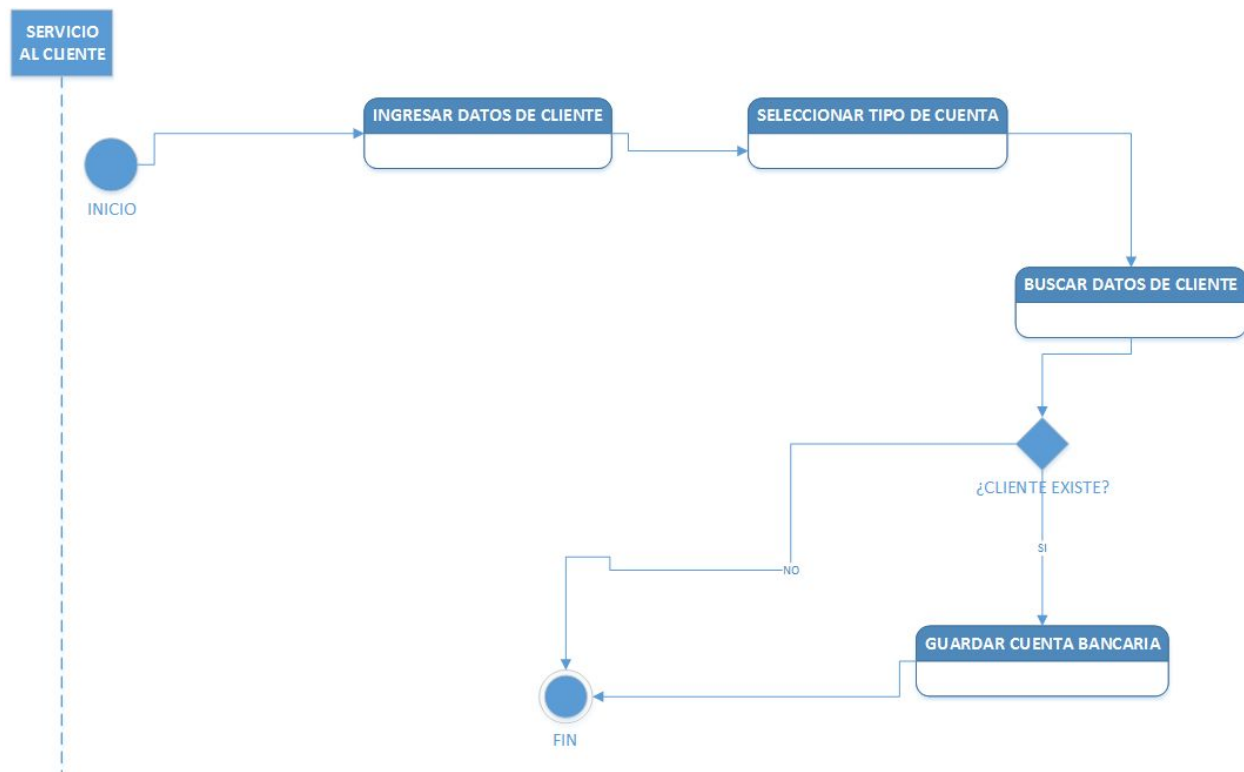 SERVICIO
AL CLIENTE
INGRESAR DATOS DE CLIENTE
SELECCIONAR TIPO DE CUENTA
INICIO
BUSCAR DATOS DE CLIENTE
¿CLIENTE EXISTE?
SI
NO
GUARDAR CUENTA BANCARIA
FIN